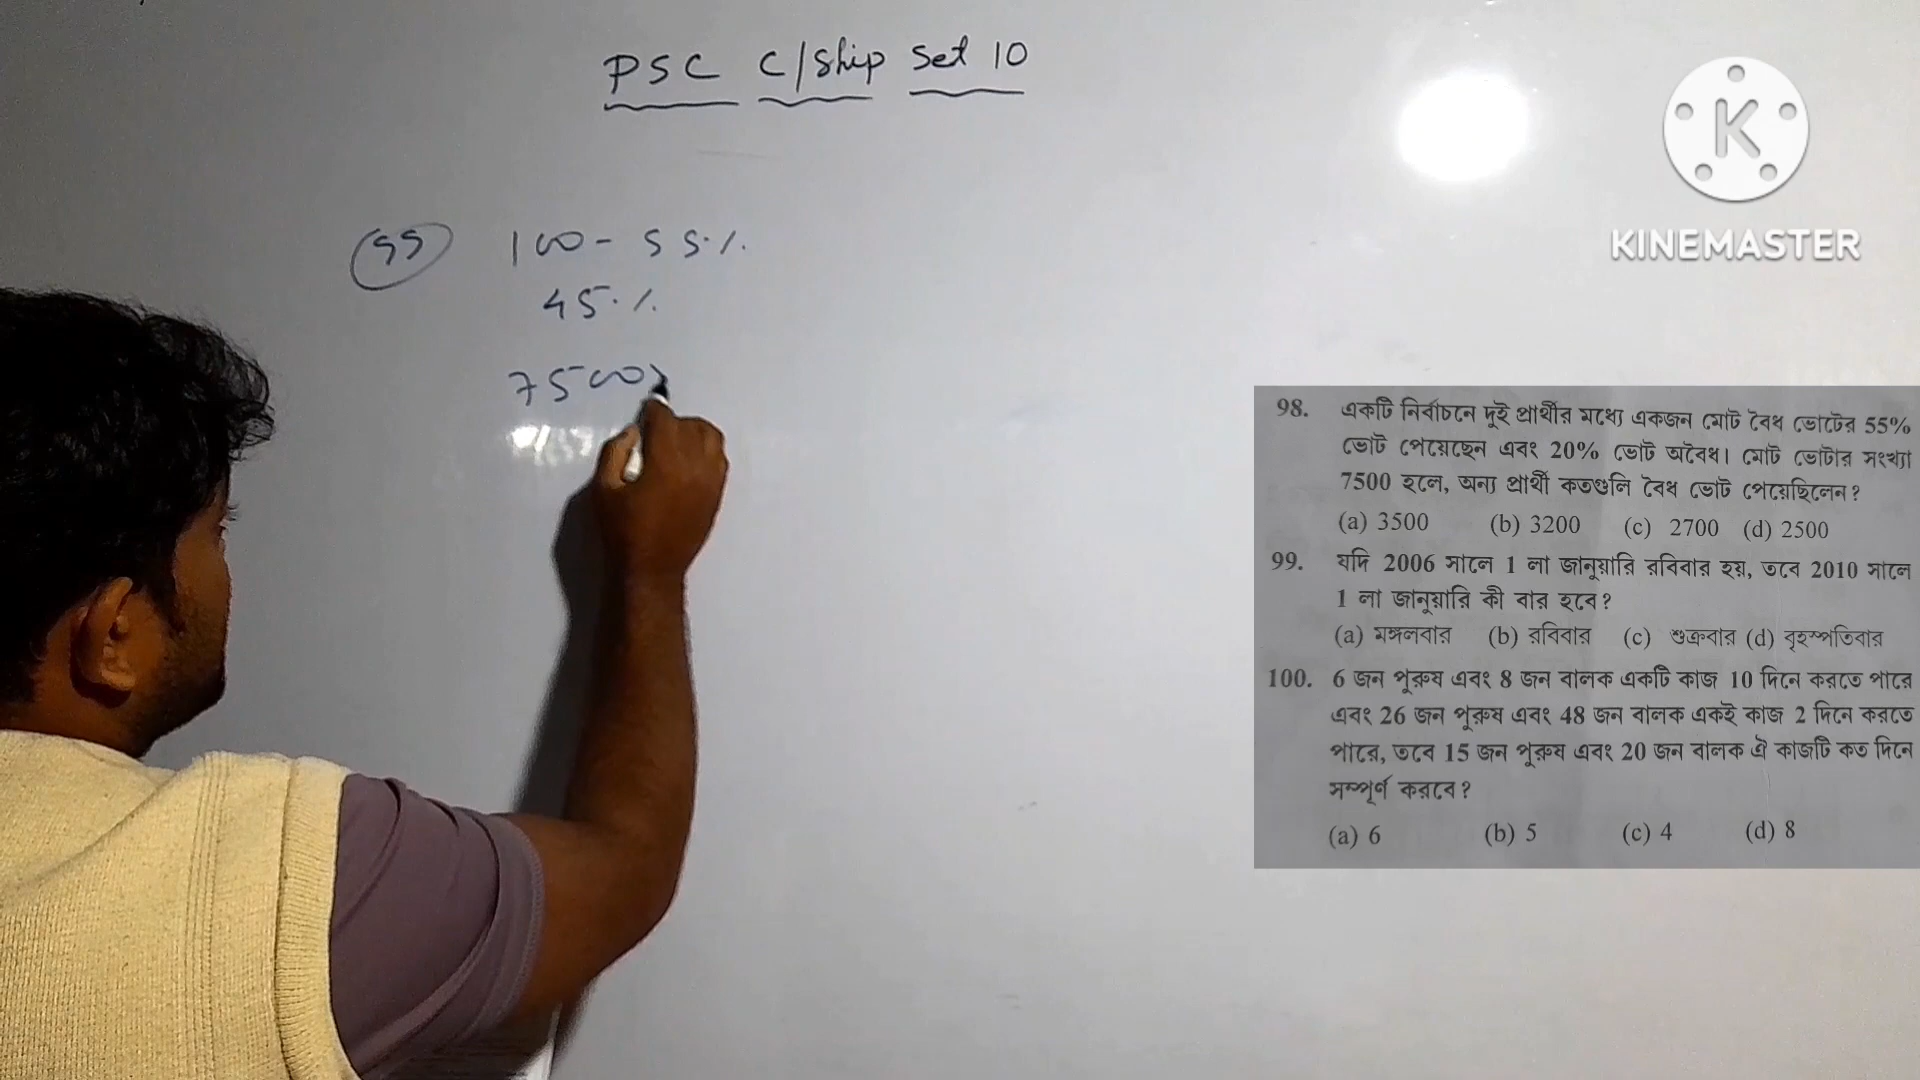 PSC C/Ship Set 10
99 100 - 55%
45%
7500×
KINEMASTER
98. একটি নির্বাচনে দুই প্রার্থীর মধ্যে একজন মোট বৈধ ভোটের 55%
ভোট পেয়েছেন এবং 20% ভোট অবৈধ। মোট ভোটার সংখ্যা
7500 হলে, অন্য প্রার্থী কতগুলি বৈধ ভোট পেয়েছিলেন?
(a) 3500 (b) 3200 (c) 2700 (d) 2500
99. যদি 2006 সালে 1 লা জানুয়ারি রবিবার হয়, তবে 2010 সালে
1 লা জানুয়ারি কী বার হবে?
(a) মঙ্গলবার (b) রবিবার (c) শুক্রবার (d) বৃহস্পতিবার
100. 6 জন পুরুষ এবং 8 জন বালক একটি কাজ 10 দিনে করতে পারে
এবং 26 জন পুরুষ এবং 48 জন বালক একই কাজ 2 দিনে করতে
পারে, তবে 15 জন পুরুষ এবং 20 জন বালক ঐ কাজটি কত দিনে
সম্পূর্ণ করবে?
(a) 6 (b) 5 (c) 4 (d) 8